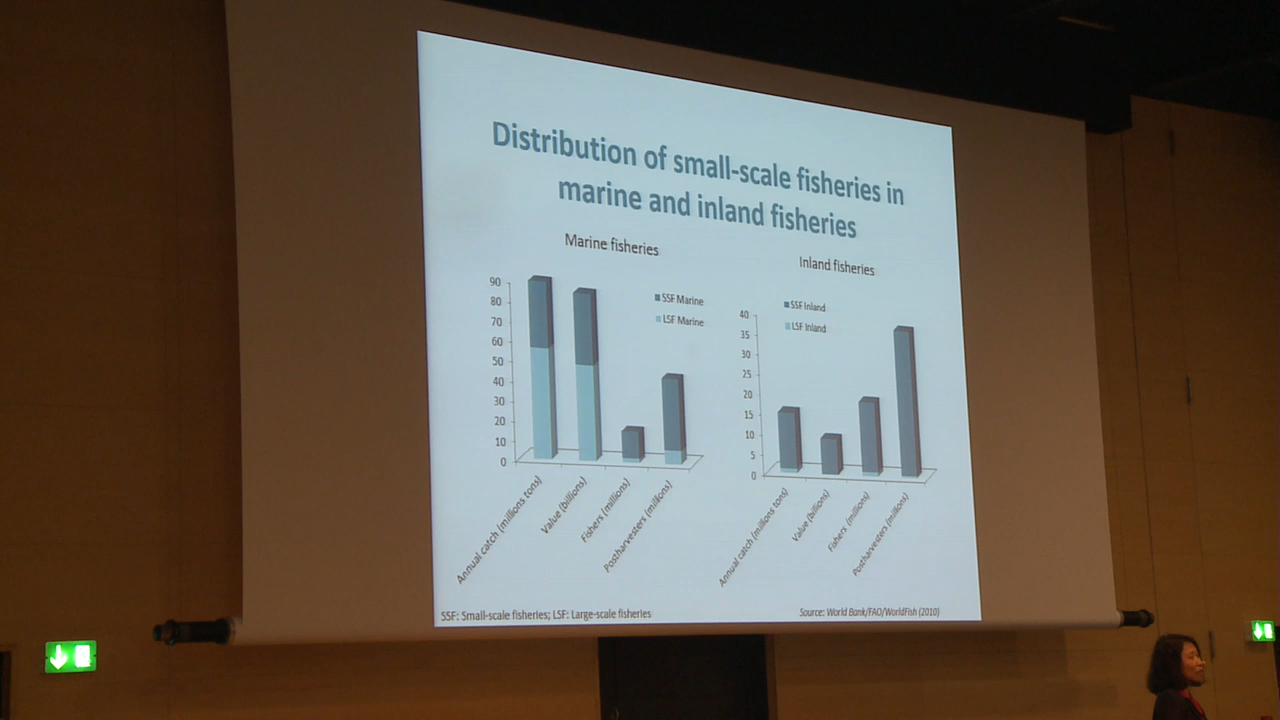 Distribution of small-scale fisheries in
marine and inland fisheries
Marine fisheries
90
80
70
60
50
40
30
20
10
0
SSF Marine
LSF Marine
Annual catch (millions tons)
Value (billions)
Fishers (millions)
Postharvesters (millions)
Inland fisheries
40
35
30
25
20
15
10
5
0
SSF Inland
LSF Inland
Annual catch (millions tons)
Value (billions)
Fishers (millions)
Postharvesters (millions)
SSF: Small-scale fisheries; LSF: Large-scale fisheries
Source: World Bank/FAO/WorldFish (2010)